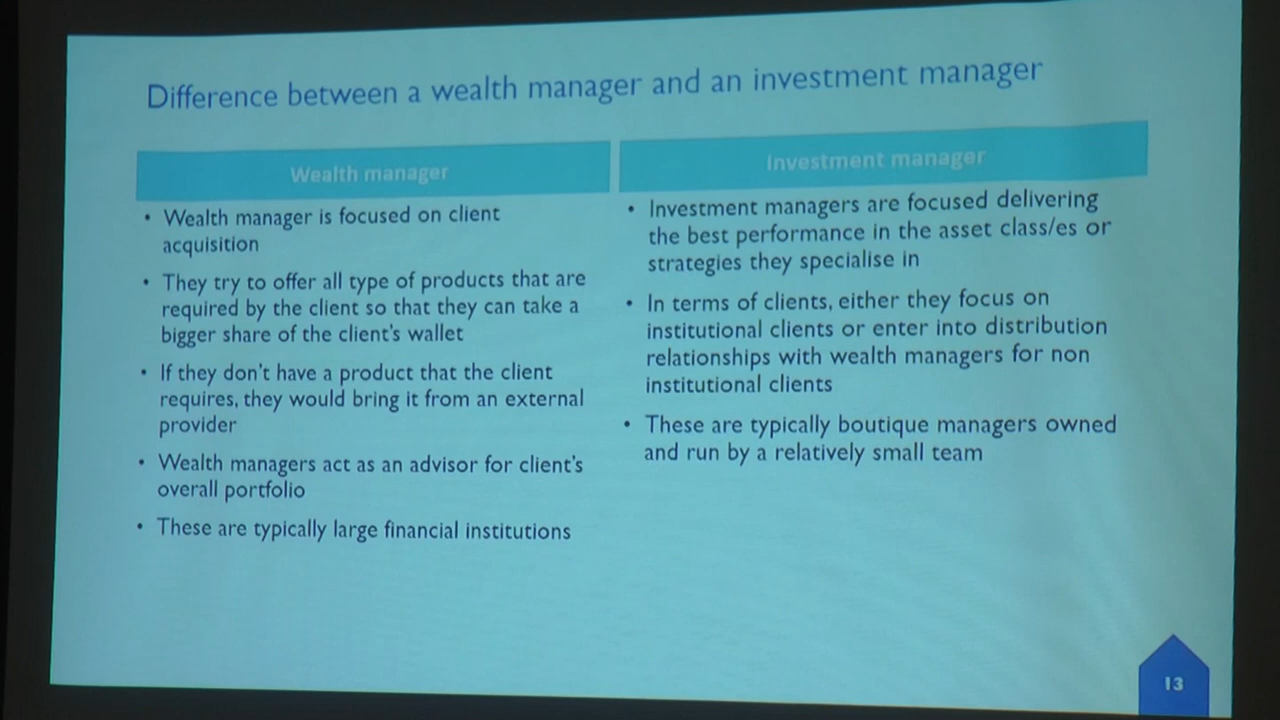 Difference between a wealth manager and an investment manager
Wealth manager
• Wealth manager is focused on client
acquisition
• They try to offer all type of products that are
required by the client so that they can take a
bigger share of the client's wallet
• If they don't have a product that the client
requires, they would bring it from an external
provider
• Wealth managers act as an advisor for client's
overall portfolio
• These are typically large financial institutions
Investment manager
• Investment managers are focused delivering
the best performance in the asset class/es or
strategies they specialise in
• In terms of clients, either they focus on
institutional clients or enter into distribution
relationships with wealth managers for non
institutional clients
• These are typically boutique managers owned
and run by a relatively small team
13